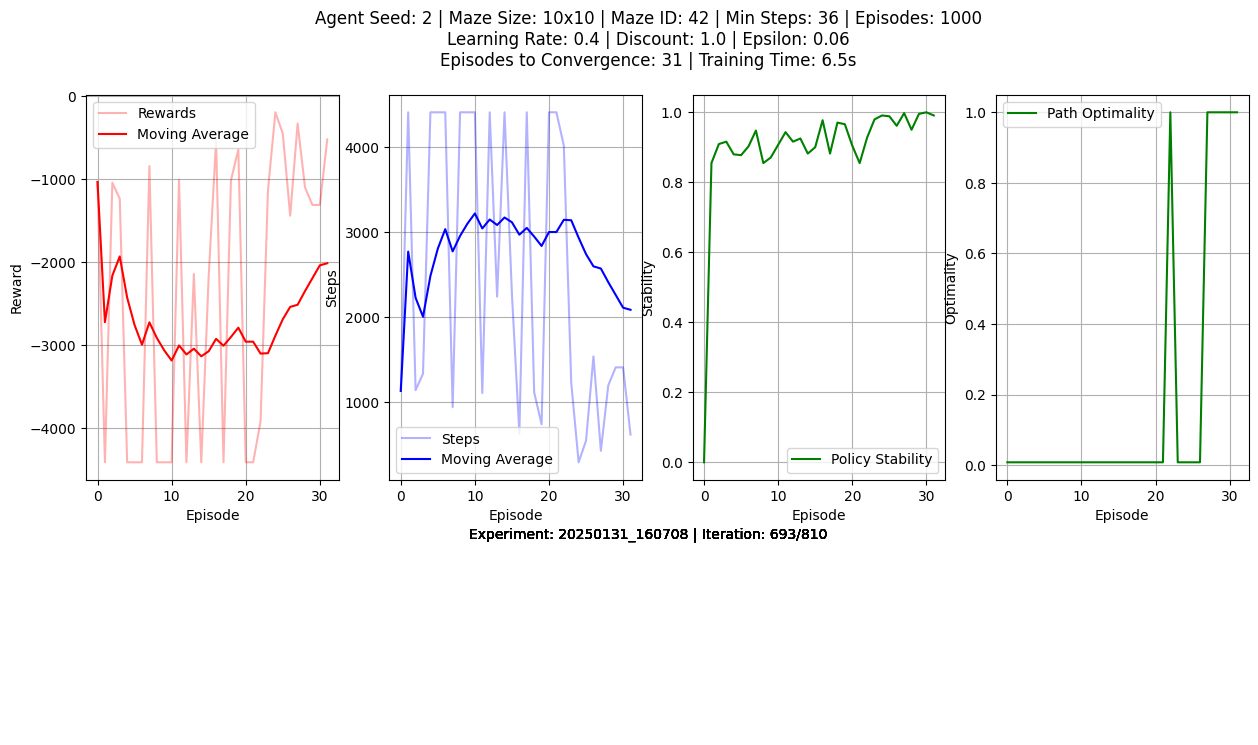 Agent Seed: 2 | Maze Size: 10x10 | Maze ID: 42 | Min Steps: 36 | Episodes: 1000
Learning Rate: 0.4 | Discount: 1.0 | Epsilon: 0.06
Episodes to Convergence: 31 | Training Time: 6.5s
Reward
0
−1000
−2000
−3000
−4000
Rewards
Moving Average
0
10
20
30
Episode
Steps
4000
3000
2000
1000
Steps
Moving Average
0
10
20
30
Episode
Stability
1.0
0.8
0.6
0.4
0.2
0.0
Policy Stability
0
10
20
30
Episode
Optimality
1.0
0.8
0.6
0.4
0.2
0.0
Path Optimality
0
10
20
30
Episode
Experiment: 20250131_160708 | Iteration: 693/810